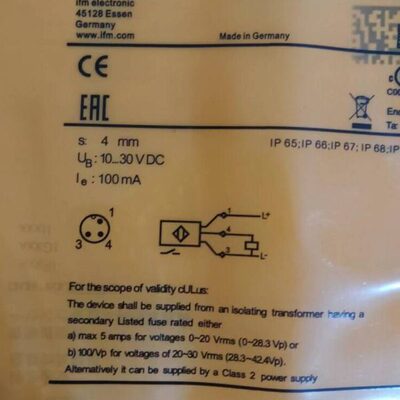 ifm electronic
45128 Essen
Germany
www.ifm.com
Made in Germany
CE
EAC
s: 4 mm
UB: 10...30 V DC
Ie: 100 mA
IP 65; IP 66; IP 67; IP 68; IP
Ta:
1
3 4
1 L+
4
3 L-
For the scope of validity cULus:
The device shall be supplied from an isolating transformer having a
secondary Listed fuse rated either
a) max 5 amps for voltages 0~20 Vrms (0~28.3 Vp) or
b) 100/Vp for voltages of 20~30 Vrms (28.3~42.4Vp).
Alternatively it can be supplied by a Class 2 power supply